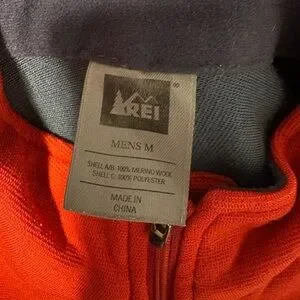 REI
®
MENS M
SHELL A/B: 100% MERINO WOOL
SHELL C: 100% POLYESTER
MADE IN
CHINA